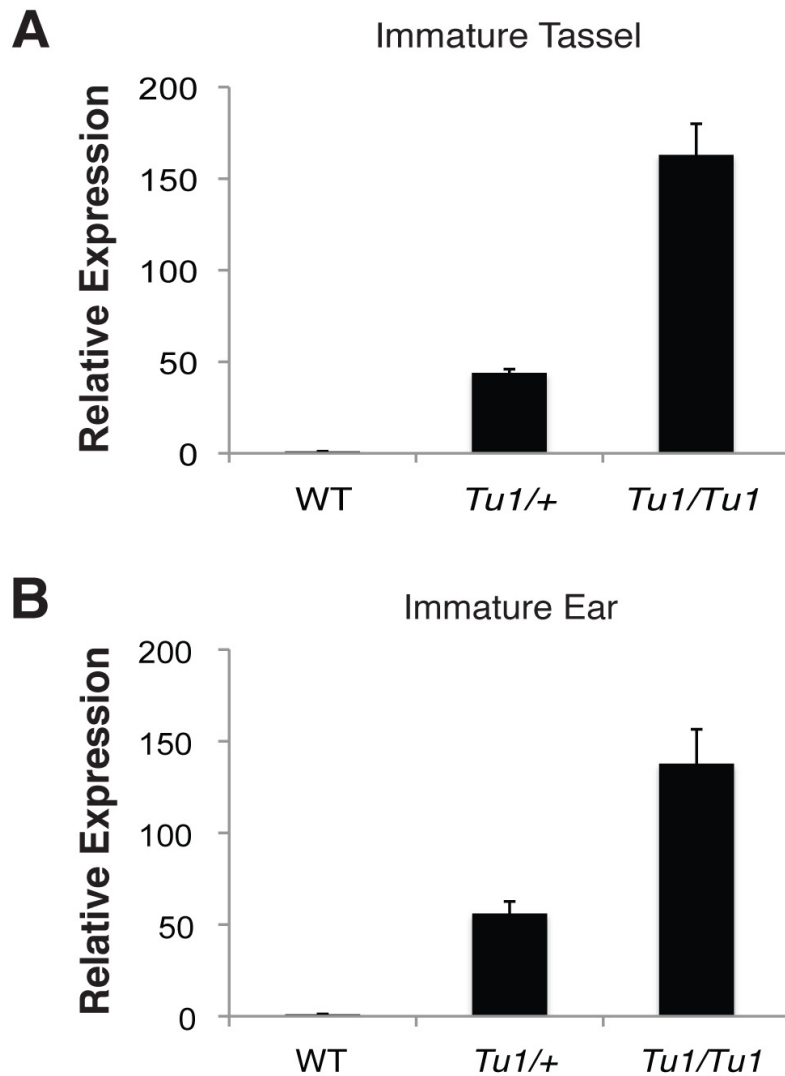 A
Immature Tassel
Relative Expression
200
150
100
50
0
WT
Tu1/+
Tu1/Tu1
B
Immature Ear
Relative Expression
200
150
100
50
0
WT
Tu1/+
Tu1/Tu1